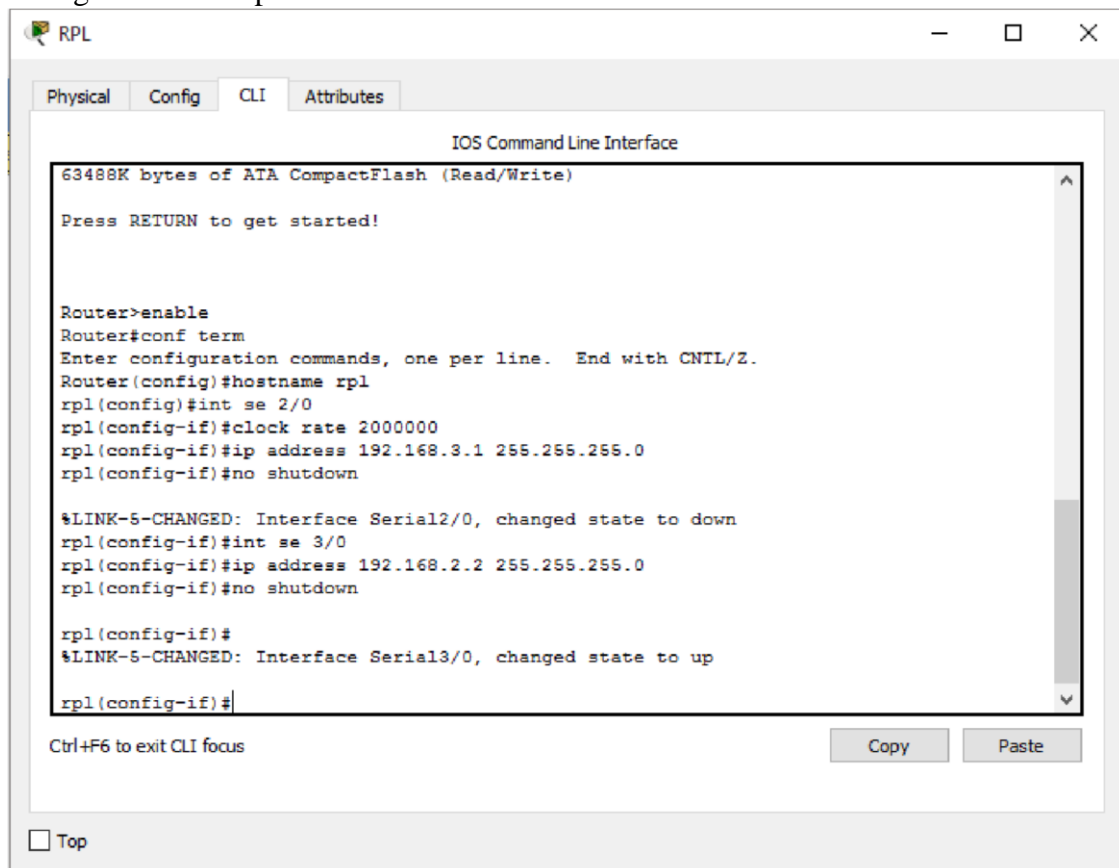 RPL
Physical Config CLI Attributes
IOS Command Line Interface
63488K bytes of ATA CompactFlash (Read/Write)
Press RETURN to get started!
Router>enable
Router#conf term
Enter configuration commands, one per line.  End with CNTL/Z.
Router(config)#hostname rpl
rpl(config)#int se 2/0
rpl(config-if)#clock rate 2000000
rpl(config-if)#ip address 192.168.3.1 255.255.255.0
rpl(config-if)#no shutdown
%LINK-5-CHANGED: Interface Serial2/0, changed state to down
rpl(config-if)#int se 3/0
rpl(config-if)#ip address 192.168.2.2 255.255.255.0
rpl(config-if)#no shutdown
rpl(config-if)#
%LINK-5-CHANGED: Interface Serial3/0, changed state to up
rpl(config-if)#
Ctrl+F6 to exit CLI focus
Copy Paste
Top